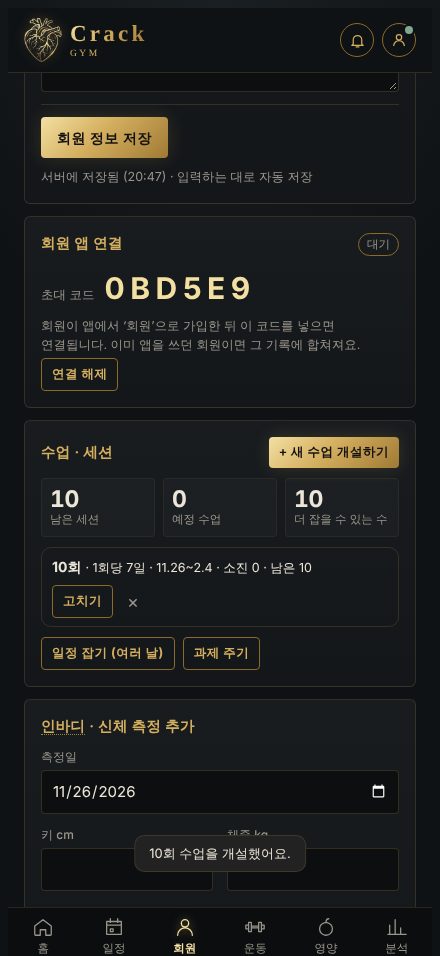 Crack
GYM
회원 정보 저장
서버에 저장됨 (20:47) · 입력하는 대로 자동 저장
회원 앱 연결
대기
초대 코드 0BD5E9
회원이 앱에서 ‘회원’으로 가입한 뒤 이 코드를 넣으면
연결됩니다. 이미 앱을 쓰던 회원이면 그 기록에 합쳐져요.
연결 해제
수업 · 세션
+ 새 수업 개설하기
10
남은 세션
0
예정 수업
10
더 잡을 수 있는 수
10회 · 1회당 7일 · 11.26~2.4 · 소진 0 · 남은 10
고치기 ×
일정 잡기 (여러 날) 과제 주기
인바디 · 신체 측정 추가
측정일
11/26/2026
키 cm 체중 kg
10회 수업을 개설했어요.
홈 일정 회원 운동 영양 분석